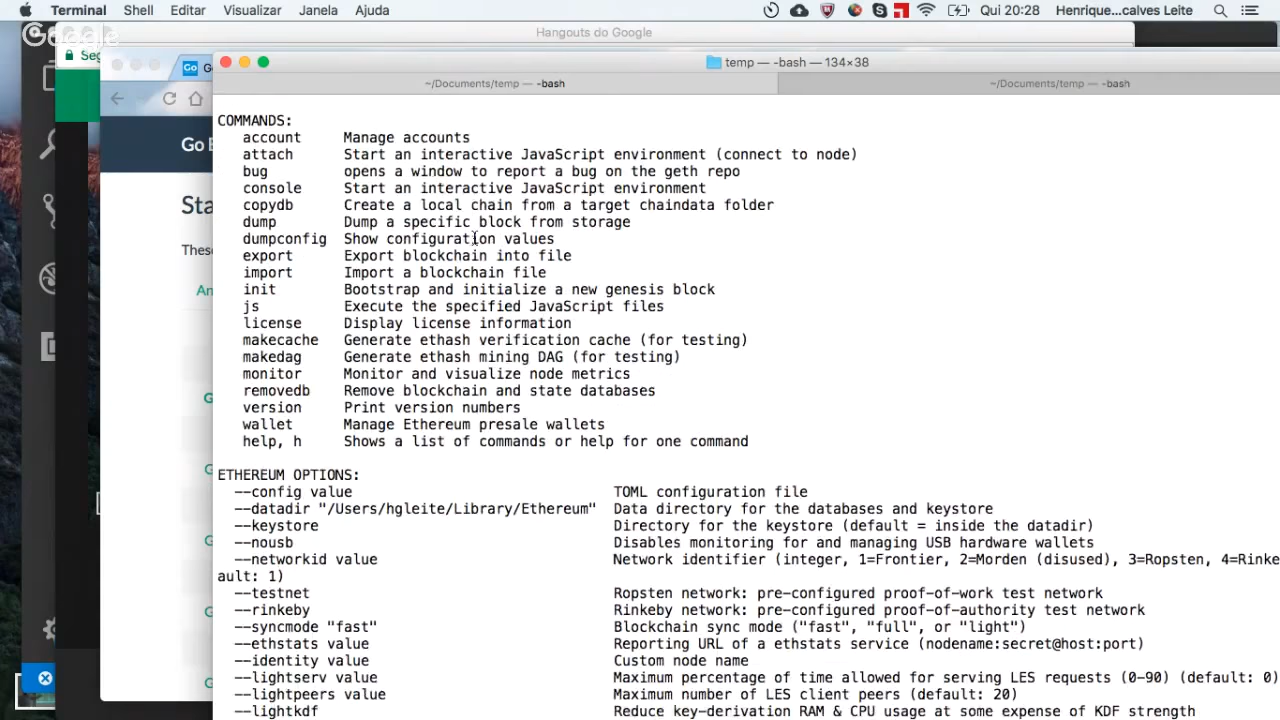 Terminal Shell Editar Visualizar Janela Ajuda Qui 20:28 Henrique...calves Leite
Google
Hangouts do Google
Seg
Go
temp — -bash — 134×38
~/Documents/temp — -bash ~/Documents/temp — -bash
Go
Sta
These
An
COMMANDS:
account Manage accounts
attach Start an interactive JavaScript environment (connect to node)
bug opens a window to report a bug on the geth repo
console Start an interactive JavaScript environment
copydb Create a local chain from a target chaindata folder
dump Dump a specific block from storage
dumpconfig Show configuration values
export Export blockchain into file
import Import a blockchain file
init Bootstrap and initialize a new genesis block
js Execute the specified JavaScript files
license Display license information
makecache Generate ethash verification cache (for testing)
makedag Generate ethash mining DAG (for testing)
monitor Monitor and visualize node metrics
removedb Remove blockchain and state databases
version Print version numbers
wallet Manage Ethereum presale wallets
help, h Shows a list of commands or help for one command
ETHEREUM OPTIONS:
--config value TOML configuration file
--datadir "/Users/hgleite/Library/Ethereum" Data directory for the databases and keystore
--keystore Directory for the keystore (default = inside the datadir)
--nousb Disables monitoring for and managing USB hardware wallets
--networkid value Network identifier (integer, 1=Frontier, 2=Morden (disused), 3=Ropsten, 4=Rinke
ault: 1)
--testnet Ropsten network: pre-configured proof-of-work test network
--rinkeby Rinkeby network: pre-configured proof-of-authority test network
--syncmode "fast" Blockchain sync mode ("fast", "full", or "light")
--ethstats value Reporting URL of a ethstats service (nodename:secret@host:port)
--identity value Custom node name
--lightserv value Maximum percentage of time allowed for serving LES requests (0-90) (default: 0)
--lightpeers value Maximum number of LES client peers (default: 20)
--lightkdf Reduce key-derivation RAM & CPU usage at some expense of KDF strength